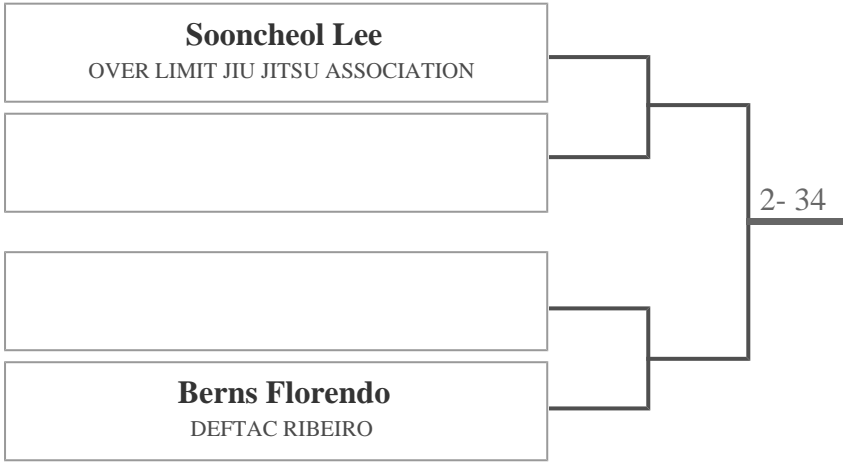 Sooncheol Lee
OVER LIMIT JIU JITSU ASSOCIATION
2- 34
Berns Florendo
DEFTAC RIBEIRO